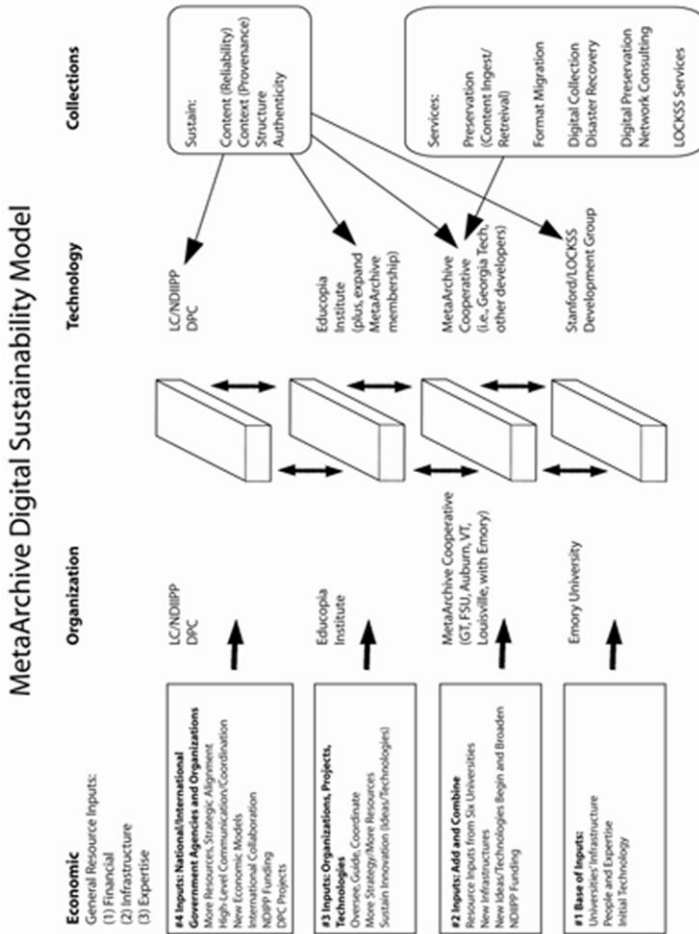 MetaArchive Digital Sustainability Model
Economic
General Resource Inputs:
(1) Financial
(2) Infrastructure
(3) Expertise
Organization
Technology
Collections
#4 Inputs: National/International
Government Agencies and Organizations
More Resources, Strategic Alignment
High-Level Communication/Coordination
New Economic Models
International Collaboration
NDIPP Funding
DPC Projects
LC/NDIIPP
DPC
LC/NDIIPP
DPC
Sustain:
Content (Reliability)
Context (Provenance)
Structure
Authenticity
#3 Inputs: Organizations, Projects,
Technologies
Oversee, Guide, Coordinate
More Strategy/More Resources
Sustain Innovation (Ideas/Technologies)
Educopia
Institute
Educopia
Institute
(plus, expand
MetaArchive
membership)
#2 Inputs: Add and Combine
Resource Inputs from Six Universities
New Infrastructures
New Ideas/Technologies Begin and Broaden
NDIIPP Funding
MetaArchive Cooperative
(GT, FSU, Auburn, VT,
Louisville, with Emory)
MetaArchive
Cooperative
(i.e., Georgia Tech,
other developers)
Services:
Preservation
(Content Ingest/
Retreival)
Format Migration
Digital Collection
Disaster Recovery
Digital Preservation
Network Consulting
LOCKSS Services
#1 Base of Inputs:
Universities' Infrastructure
People and Expertise
Initial Technology
Emory University
Stanford/LOCKSS
Development Group